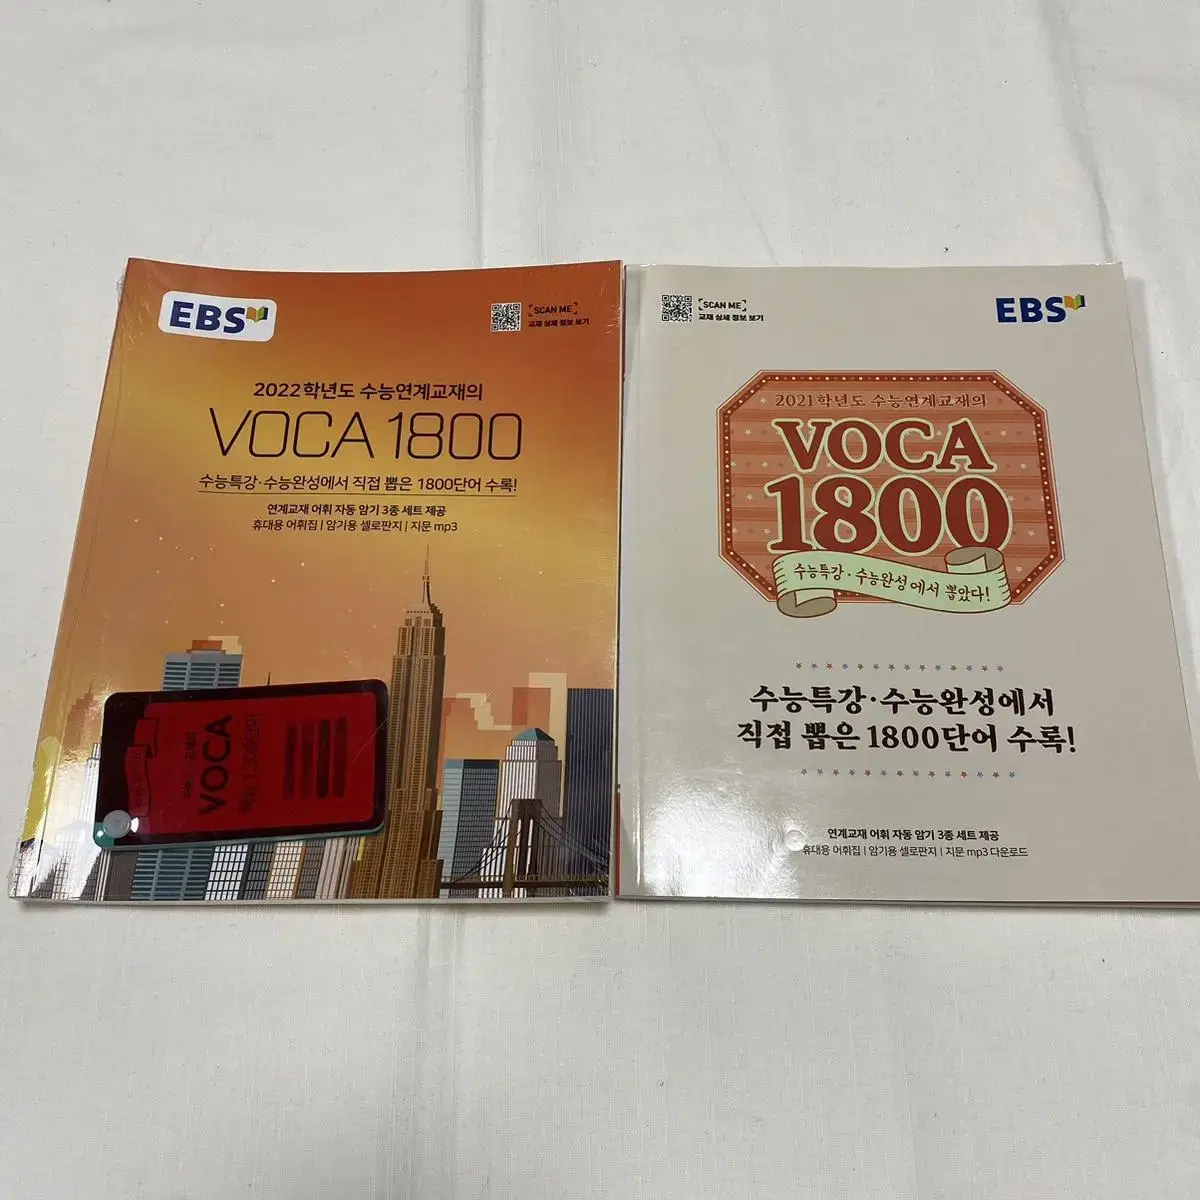 EBS
SCAN ME
교재 상세 정보 보기
2022학년도 수능연계교재의
VOCA 1800
수능특강·수능완성에서 직접 뽑은 1800단어 수록!
연계교재 어휘 자동 암기 3종 세트 제공
휴대용 어휘집 | 암기용 셀로판지 | 지문 mp3
교재의
VOCA
SCAN ME
교재 상세 정보 보기
EBS
2021학년도 수능연계교재의
VOCA
1800
수능특강·수능완성에서 뽑았다!
수능특강·수능완성에서
직접 뽑은 1800단어 수록!
연계교재 어휘 자동 암기 3종 세트 제공
휴대용 어휘집 | 암기용 셀로판지 | 지문 mp3 다운로드